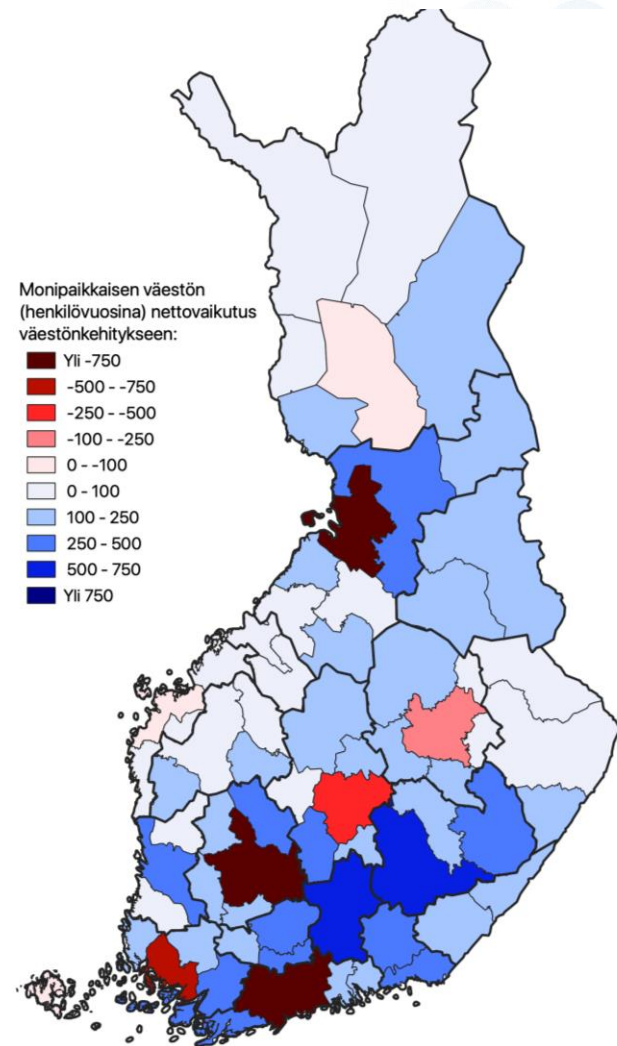 Monipaikkaisen väestön
(henkilövuosina) nettovaikutus
väestönkehitykseen:
Yli -750
-500 - -750
-250 - -500
-100 - -250
0 - -100
0 - 100
100 - 250
250 - 500
500 - 750
Yli 750